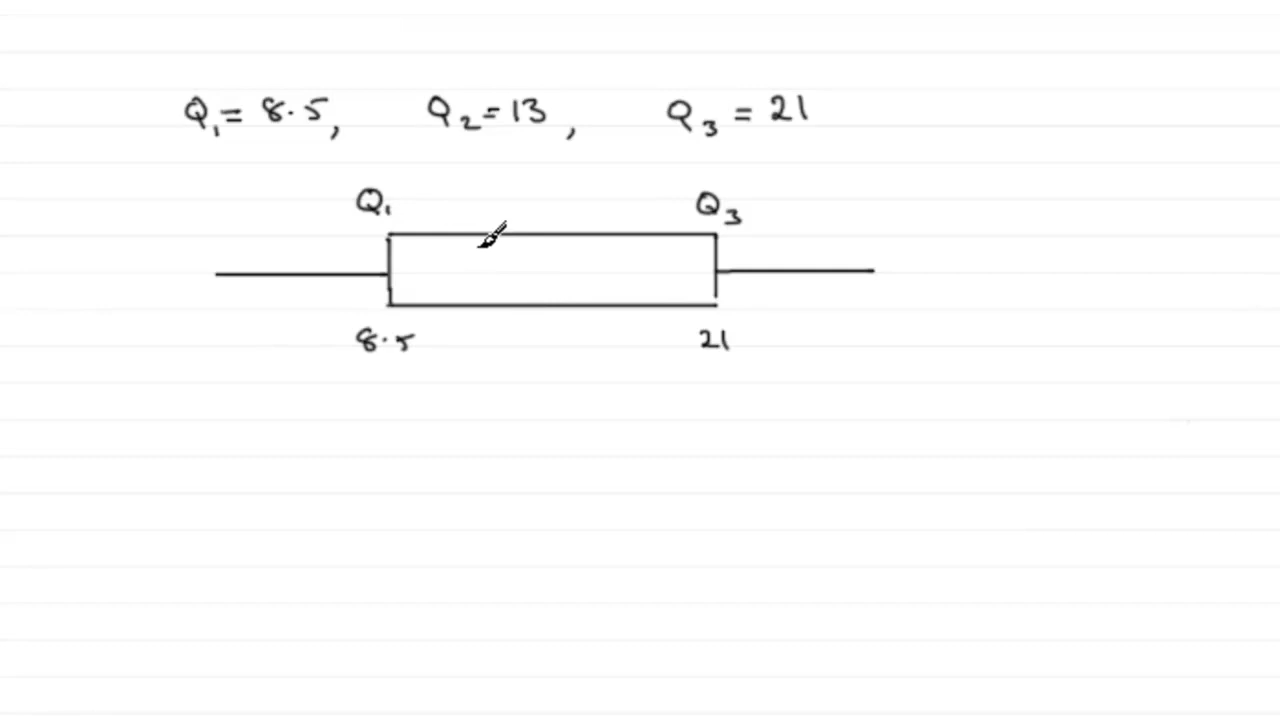 Q₁ = 8·5, Q₂ = 13, Q₃ = 21
Q₁ Q₃
8·5 21